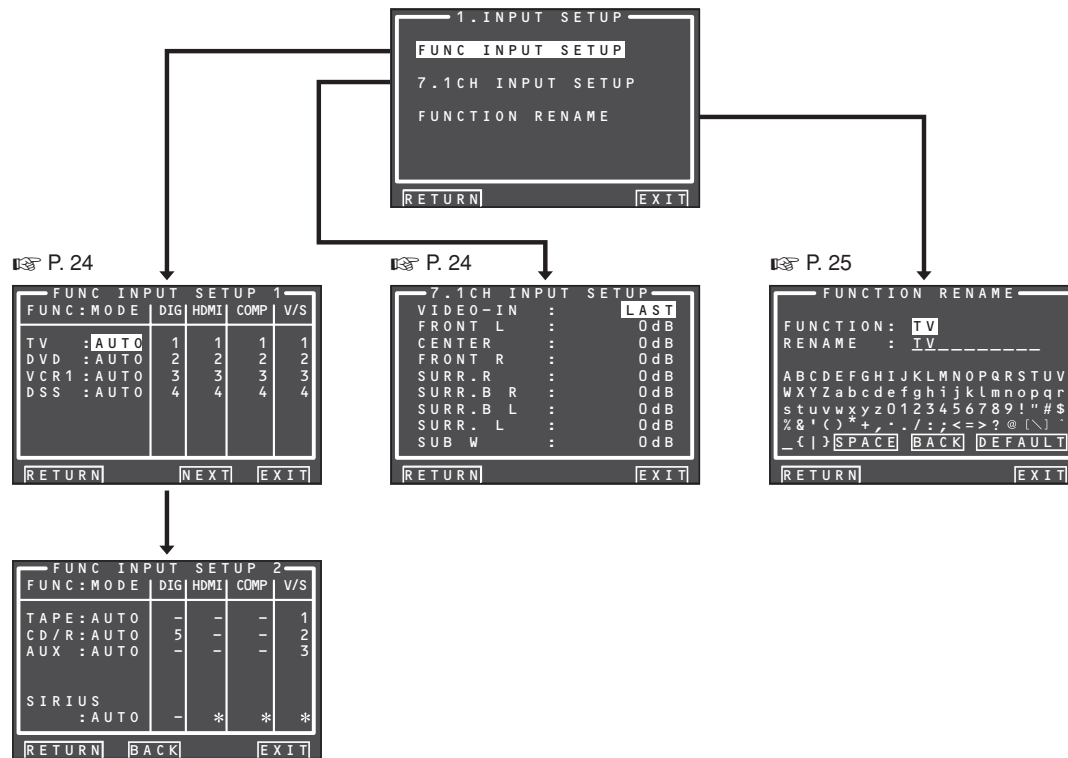 1.INPUT SETUP
FUNC INPUT SETUP
7.1CH INPUT SETUP
FUNCTION RENAME
RETURN EXIT
☞ P. 24
FUNC INPUT SETUP 1
FUNC:MODE DIG HDMI COMP V/S
TV :AUTO 1 1 1 1
DVD :AUTO 2 2 2 2
VCR1:AUTO 3 3 3 3
DSS :AUTO 4 4 4 4
RETURN NEXT EXIT
☞ P. 24
7.1CH INPUT SETUP
VIDEO-IN : LAST
FRONT L : 0dB
CENTER : 0dB
FRONT R : 0dB
SURR.R : 0dB
SURR.B R : 0dB
SURR.B L : 0dB
SURR. L : 0dB
SUB W : 0dB
RETURN EXIT
☞ P. 25
FUNCTION RENAME
FUNCTION: TV
RENAME : TV_________
ABCDEFGHIJKLMNOPQRSTUV
WXYZabcdefghijklmnopqr
stuvwxyz0123456789!"#$
%&'()*+,-./:;<=>?@[\]^
_{|}SPACE BACK DEFAULT
RETURN EXIT
FUNC INPUT SETUP 2
FUNC:MODE DIG HDMI COMP V/S
TAPE:AUTO – – – 1
CD/R:AUTO 5 – – 2
AUX :AUTO – – – 3
SIRIUS
:AUTO – * * *
RETURN BACK EXIT